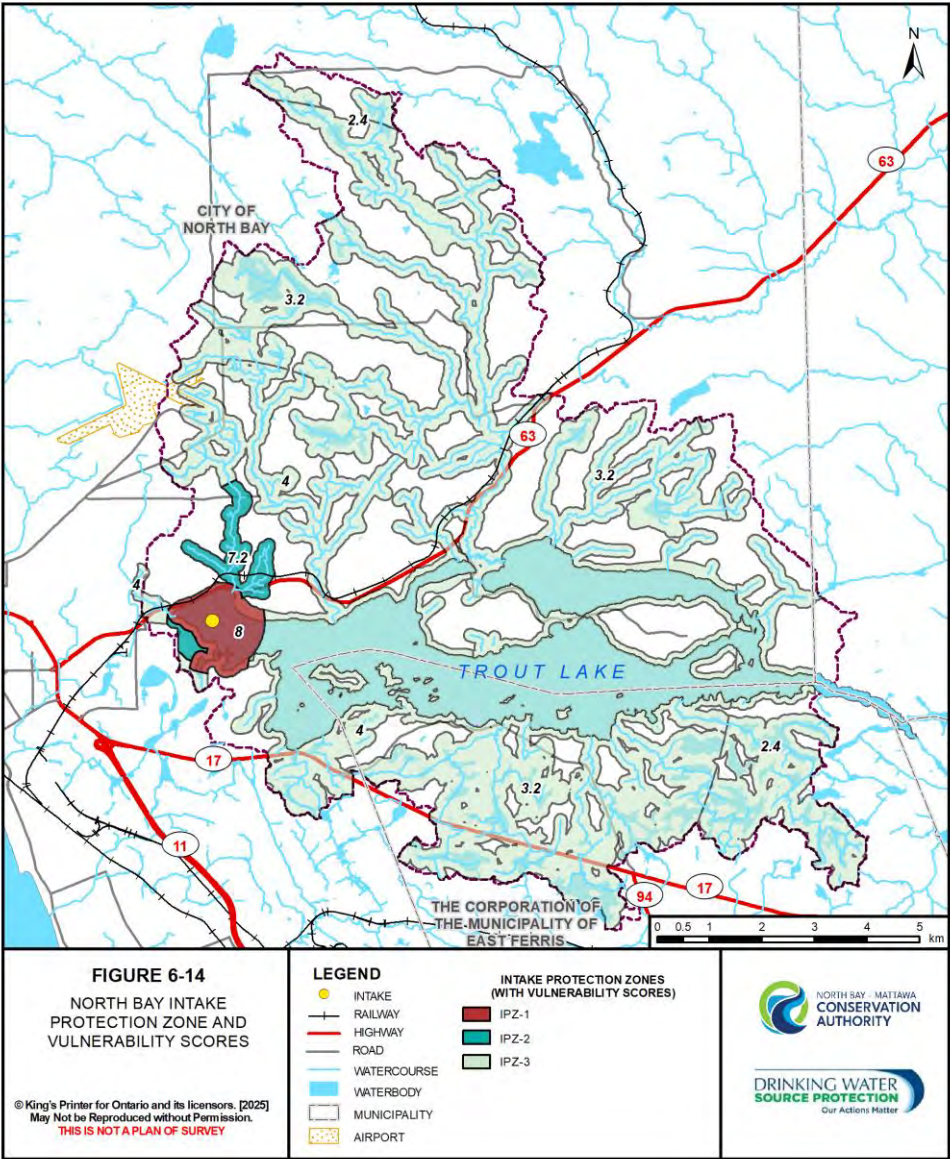 N
2.4
63
CITY OF
NORTH BAY
3.2
63
3.2
4
7.2
4
8
TROUT LAKE
4
2.4
17
3.2
11
94
17
THE CORPORATION OF
THE MUNICIPALITY OF
EAST FERRIS
0 0.5 1 2 3 4 5
km
FIGURE 6-14
NORTH BAY INTAKE
PROTECTION ZONE AND
VULNERABILITY SCORES
© King's Printer for Ontario and its licensors. [2025]
May Not be Reproduced without Permission.
THIS IS NOT A PLAN OF SURVEY
LEGEND
INTAKE
RAILWAY
HIGHWAY
ROAD
WATERCOURSE
WATERBODY
MUNICIPALITY
AIRPORT
INTAKE PROTECTION ZONES
(WITH VULNERABILITY SCORES)
IPZ-1
IPZ-2
IPZ-3
NORTH BAY - MATTAWA
CONSERVATION
AUTHORITY
DRINKING WATER
SOURCE PROTECTION
Our Actions Matter